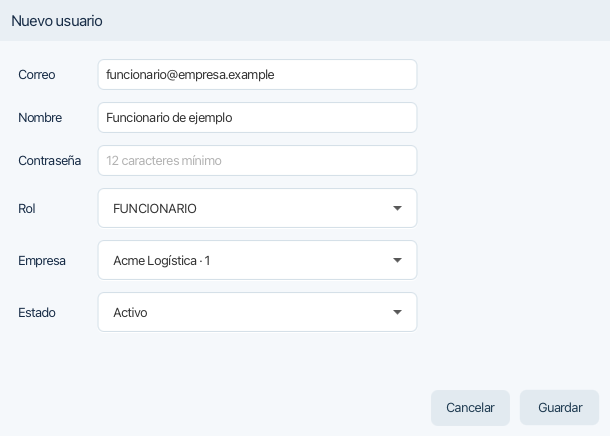 Nuevo usuario
Correo funcionario@empresa.example
Nombre Funcionario de ejemplo
Contraseña 12 caracteres mínimo
Rol FUNCIONARIO
Empresa Acme Logística · 1
Estado Activo
Cancelar Guardar